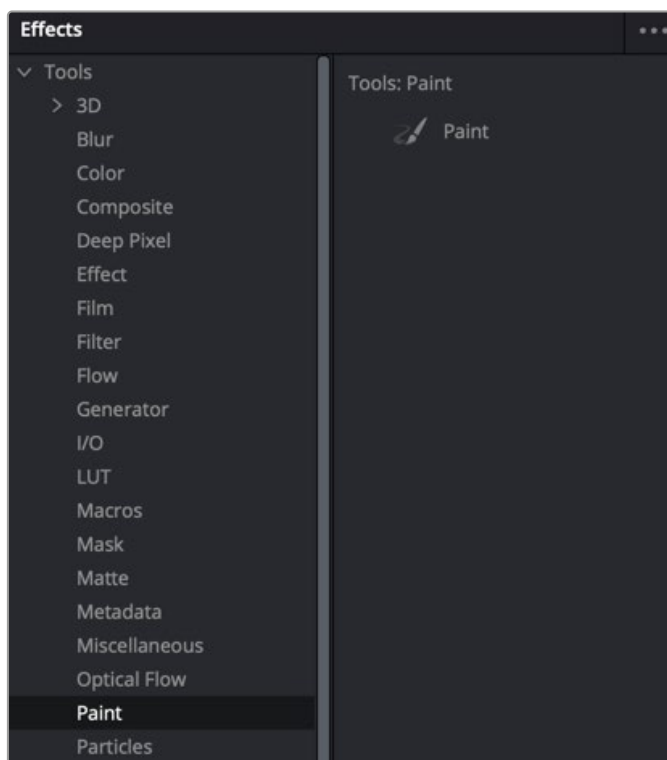 Effects
Tools
3D
Blur
Color
Composite
Deep Pixel
Effect
Film
Filter
Flow
Generator
I/O
LUT
Macros
Mask
Matte
Metadata
Miscellaneous
Optical Flow
Paint
Particles
Tools: Paint
Paint